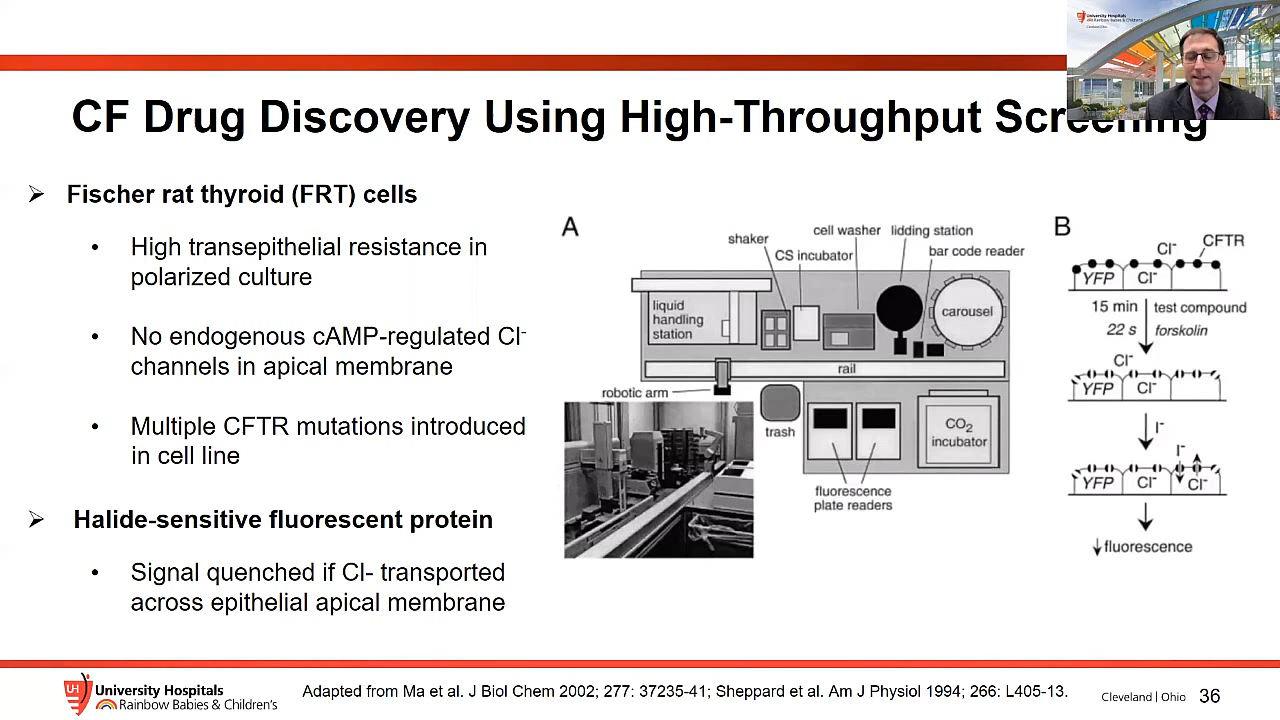 University Hospitals
Rainbow Babies & Children's
CF Drug Discovery Using High-Throughput Screening
Fischer rat thyroid (FRT) cells
• High transepithelial resistance in
polarized culture
• No endogenous cAMP-regulated Cl-
channels in apical membrane
• Multiple CFTR mutations introduced
in cell line
Halide-sensitive fluorescent protein
• Signal quenched if Cl- transported
across epithelial apical membrane
A
shaker
cell washer
lidding station
CS incubator
bar code reader
liquid
handling
station
carousel
rail
robotic arm
trash
CO2
incubator
fluorescence
plate readers
B
Cl-
CFTR
YFP
Cl-
15 min
test compound
22 s
forskolin
Cl-
YFP
Cl-
I-
I-
YFP
Cl-
Cl-
↓fluorescence
UH
University Hospitals
Rainbow Babies & Children's
Adapted from Ma et al. J Biol Chem 2002; 277: 37235-41; Sheppard et al. Am J Physiol 1994; 266: L405-13.
Cleveland | Ohio
36